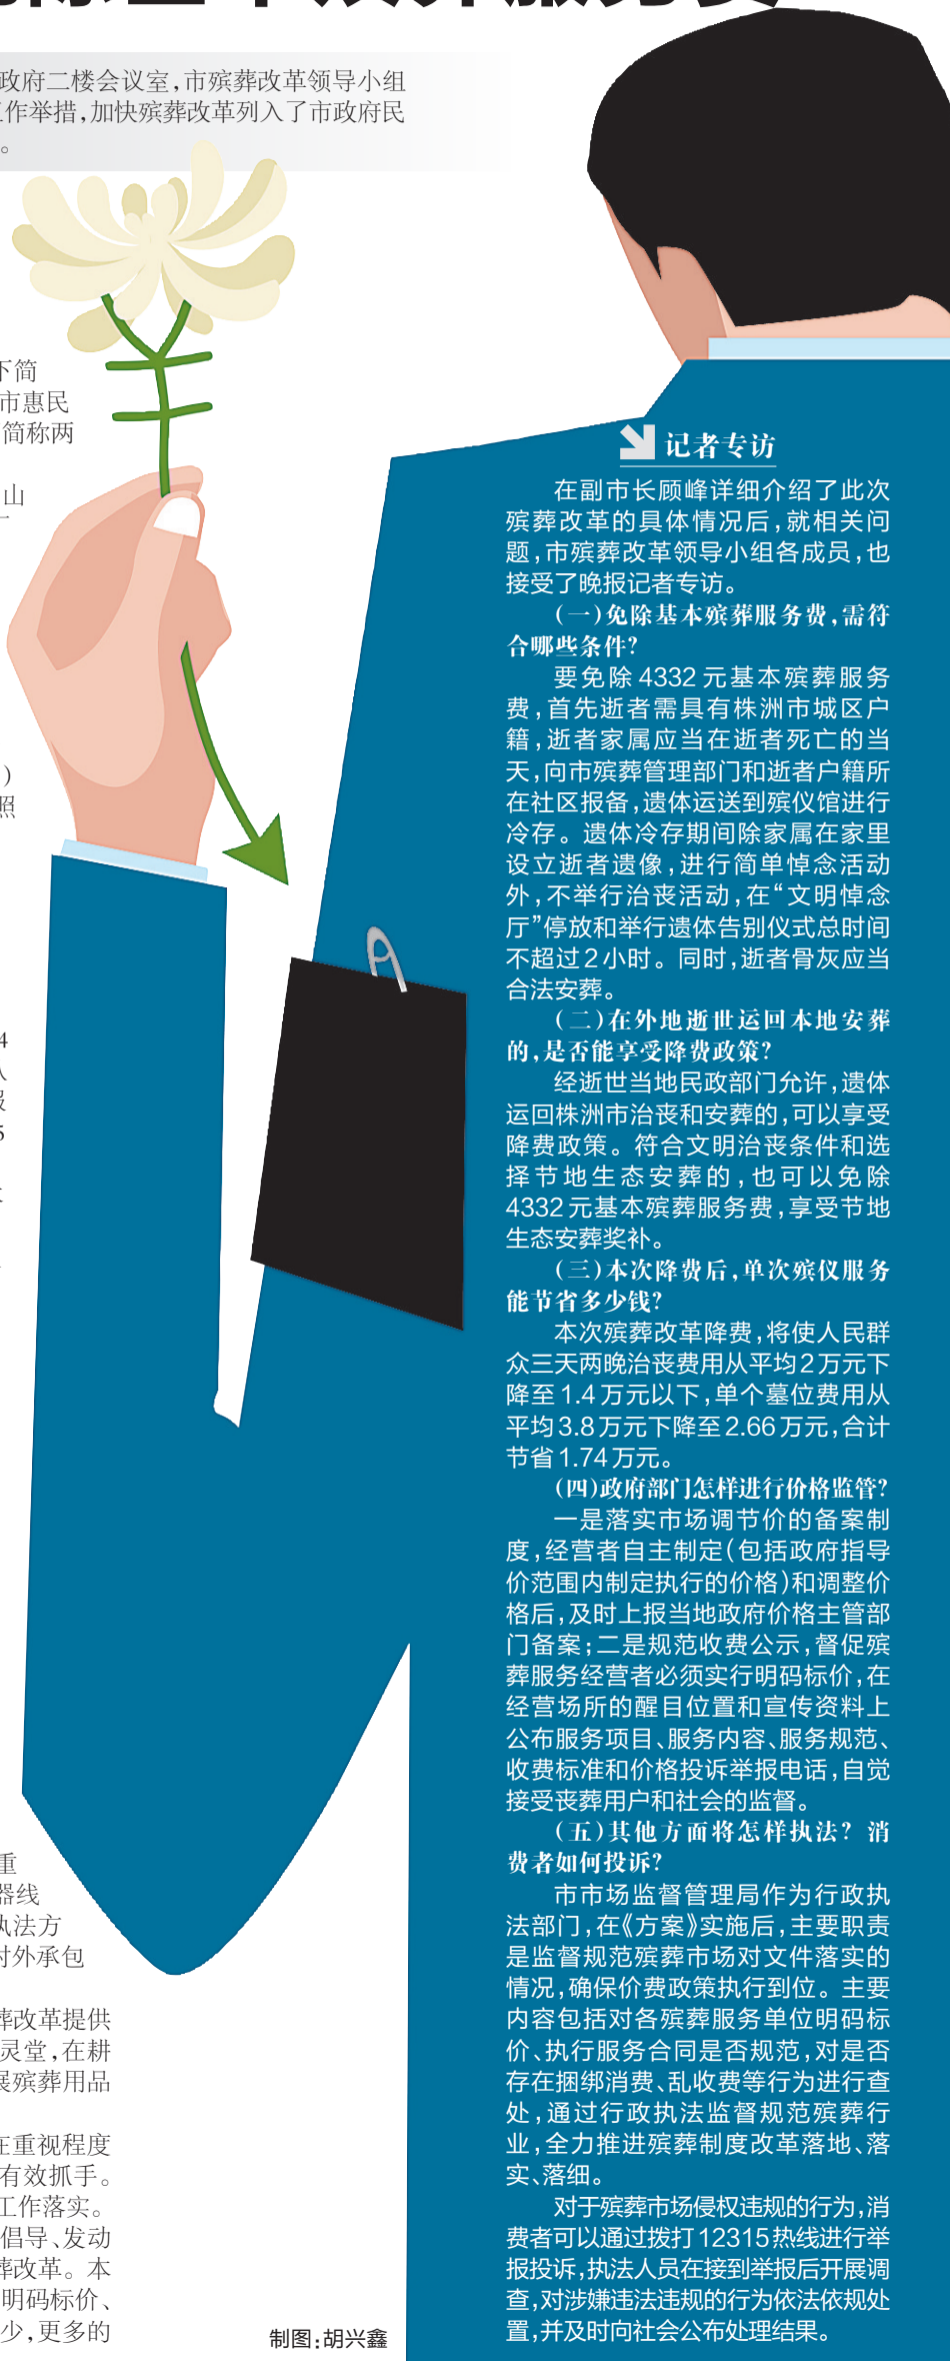 政府二楼会议室,市殡葬改革领导小组
工作举措,加快殡葬改革列入了市政府民
。
下简
市惠民
简称两
山
)
照
4
5
重
器线
执法方
对外承包
葬改革提供
灵堂,在耕
展殡葬用品
在重视程度
有效抓手。
工作落实。
倡导、发动
葬改革。本
明码标价、
少,更多的
制图:胡兴鑫
记者专访
在副市长顾峰详细介绍了此次
殡葬改革的具体情况后,就相关问
题,市殡葬改革领导小组各成员,也
接受了晚报记者专访。
(一)免除基本殡葬服务费,需符
合哪些条件?
要免除4332元基本殡葬服务
费,首先逝者需具有株洲市城区户
籍,逝者家属应当在逝者死亡的当
天,向市殡葬管理部门和逝者户籍所
在社区报备,遗体运送到殡仪馆进行
冷存。遗体冷存期间除家属在家里
设立逝者遗像,进行简单悼念活动
外,不举行治丧活动,在“文明悼念
厅”停放和举行遗体告别仪式总时间
不超过2小时。同时,逝者骨灰应当
合法安葬。
(二)在外地逝世运回本地安葬
的,是否能享受降费政策?
经逝世当地民政部门允许,遗体
运回株洲市治丧和安葬的,可以享受
降费政策。符合文明治丧条件和选
择节地生态安葬的,也可以免除
4332元基本殡葬服务费,享受节地
生态安葬奖补。
(三)本次降费后,单次殡仪服务
能节省多少钱?
本次殡葬改革降费,将使人民群
众三天两晚治丧费用从平均2万元下
降至1.4万元以下,单个墓位费用从
平均3.8万元下降至2.66万元,合计
节省1.74万元。
(四)政府部门怎样进行价格监管?
一是落实市场调节价的备案制
度,经营者自主制定(包括政府指导
价范围内制定执行的价格)和调整价
格后,及时上报当地政府价格主管部
门备案;二是规范收费公示,督促殡
葬服务经营者必须实行明码标价,在
经营场所的醒目位置和宣传资料上
公布服务项目、服务内容、服务规范、
收费标准和价格投诉举报电话,自觉
接受丧葬用户和社会的监督。
(五)其他方面将怎样执法?消
费者如何投诉?
市市场监督管理局作为行政执
法部门,在《方案》实施后,主要职责
是监督规范殡葬市场对文件落实的
情况,确保价费政策执行到位。主要
内容包括对各殡葬服务单位明码标
价、执行服务合同是否规范,对是否
存在捆绑消费、乱收费等行为进行查
处,通过行政执法监督规范殡葬行
业,全力推进殡葬制度改革落地、落
实、落细。
对于殡葬市场侵权违规的行为,消
费者可以通过拨打12315热线进行举
报投诉,执法人员在接到举报后开展调
查,对涉嫌违法违规的行为依法依规处
置,并及时向社会公布处理结果。